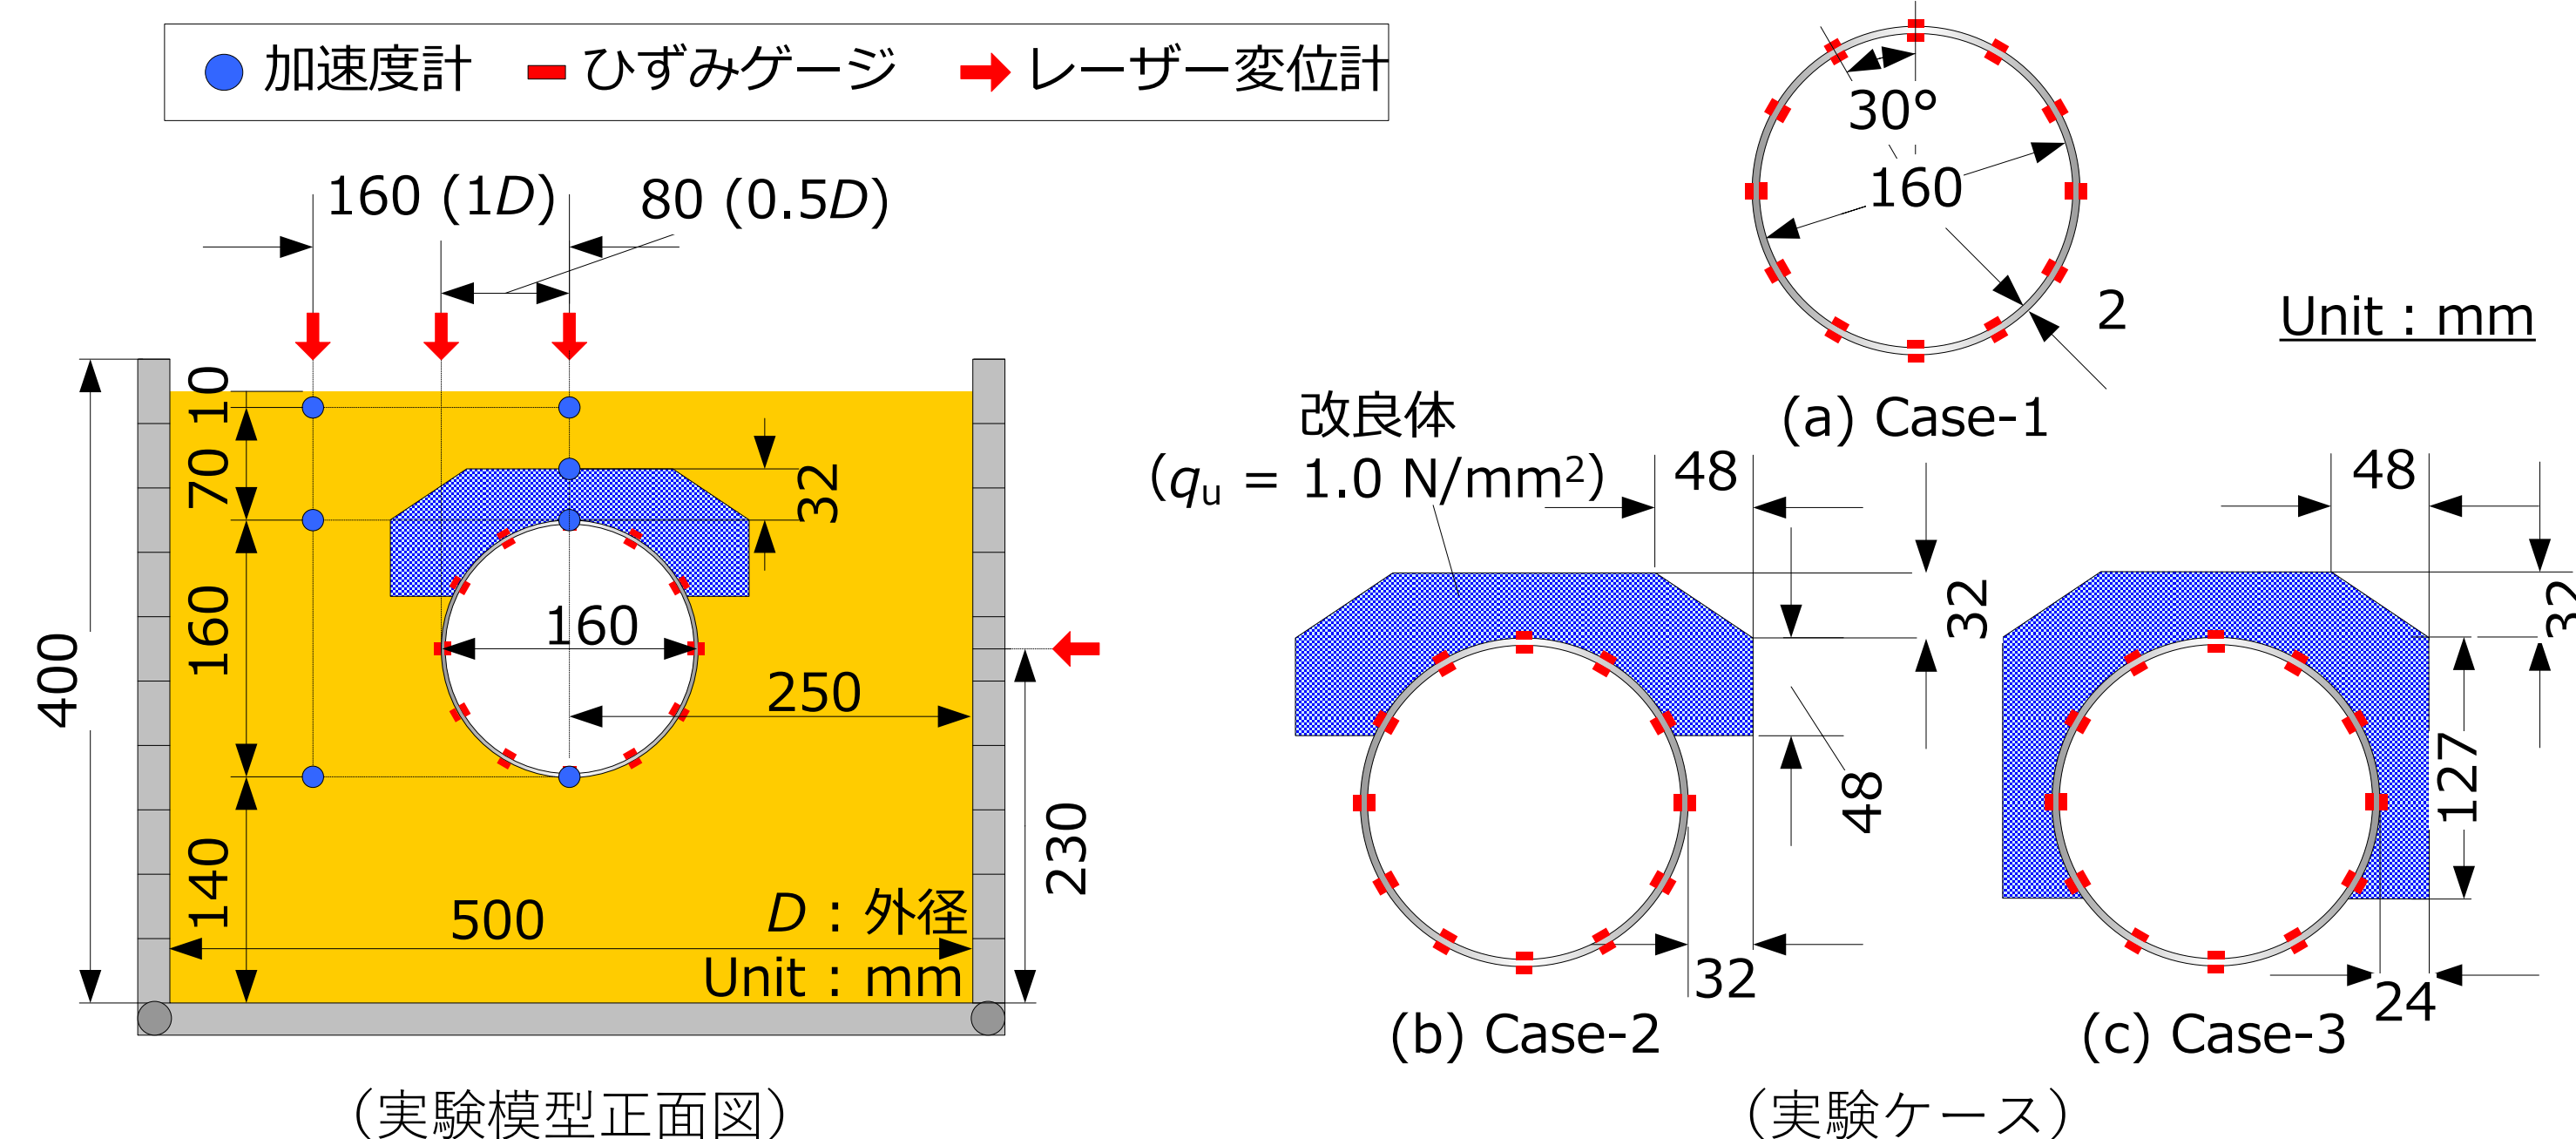 加速度計 ひずみゲージ レーザー変位計
160 (1D)
80 (0.5D)
10
70
160
140
400
32
160
250
230
500
D：外径
Unit : mm
（実験模型正面図）
30°
160
2
Unit : mm
(a) Case-1
改良体
(qu = 1.0 N/mm²)
48
32
48
32
(b) Case-2
48
32
127
24
(c) Case-3
（実験ケース）